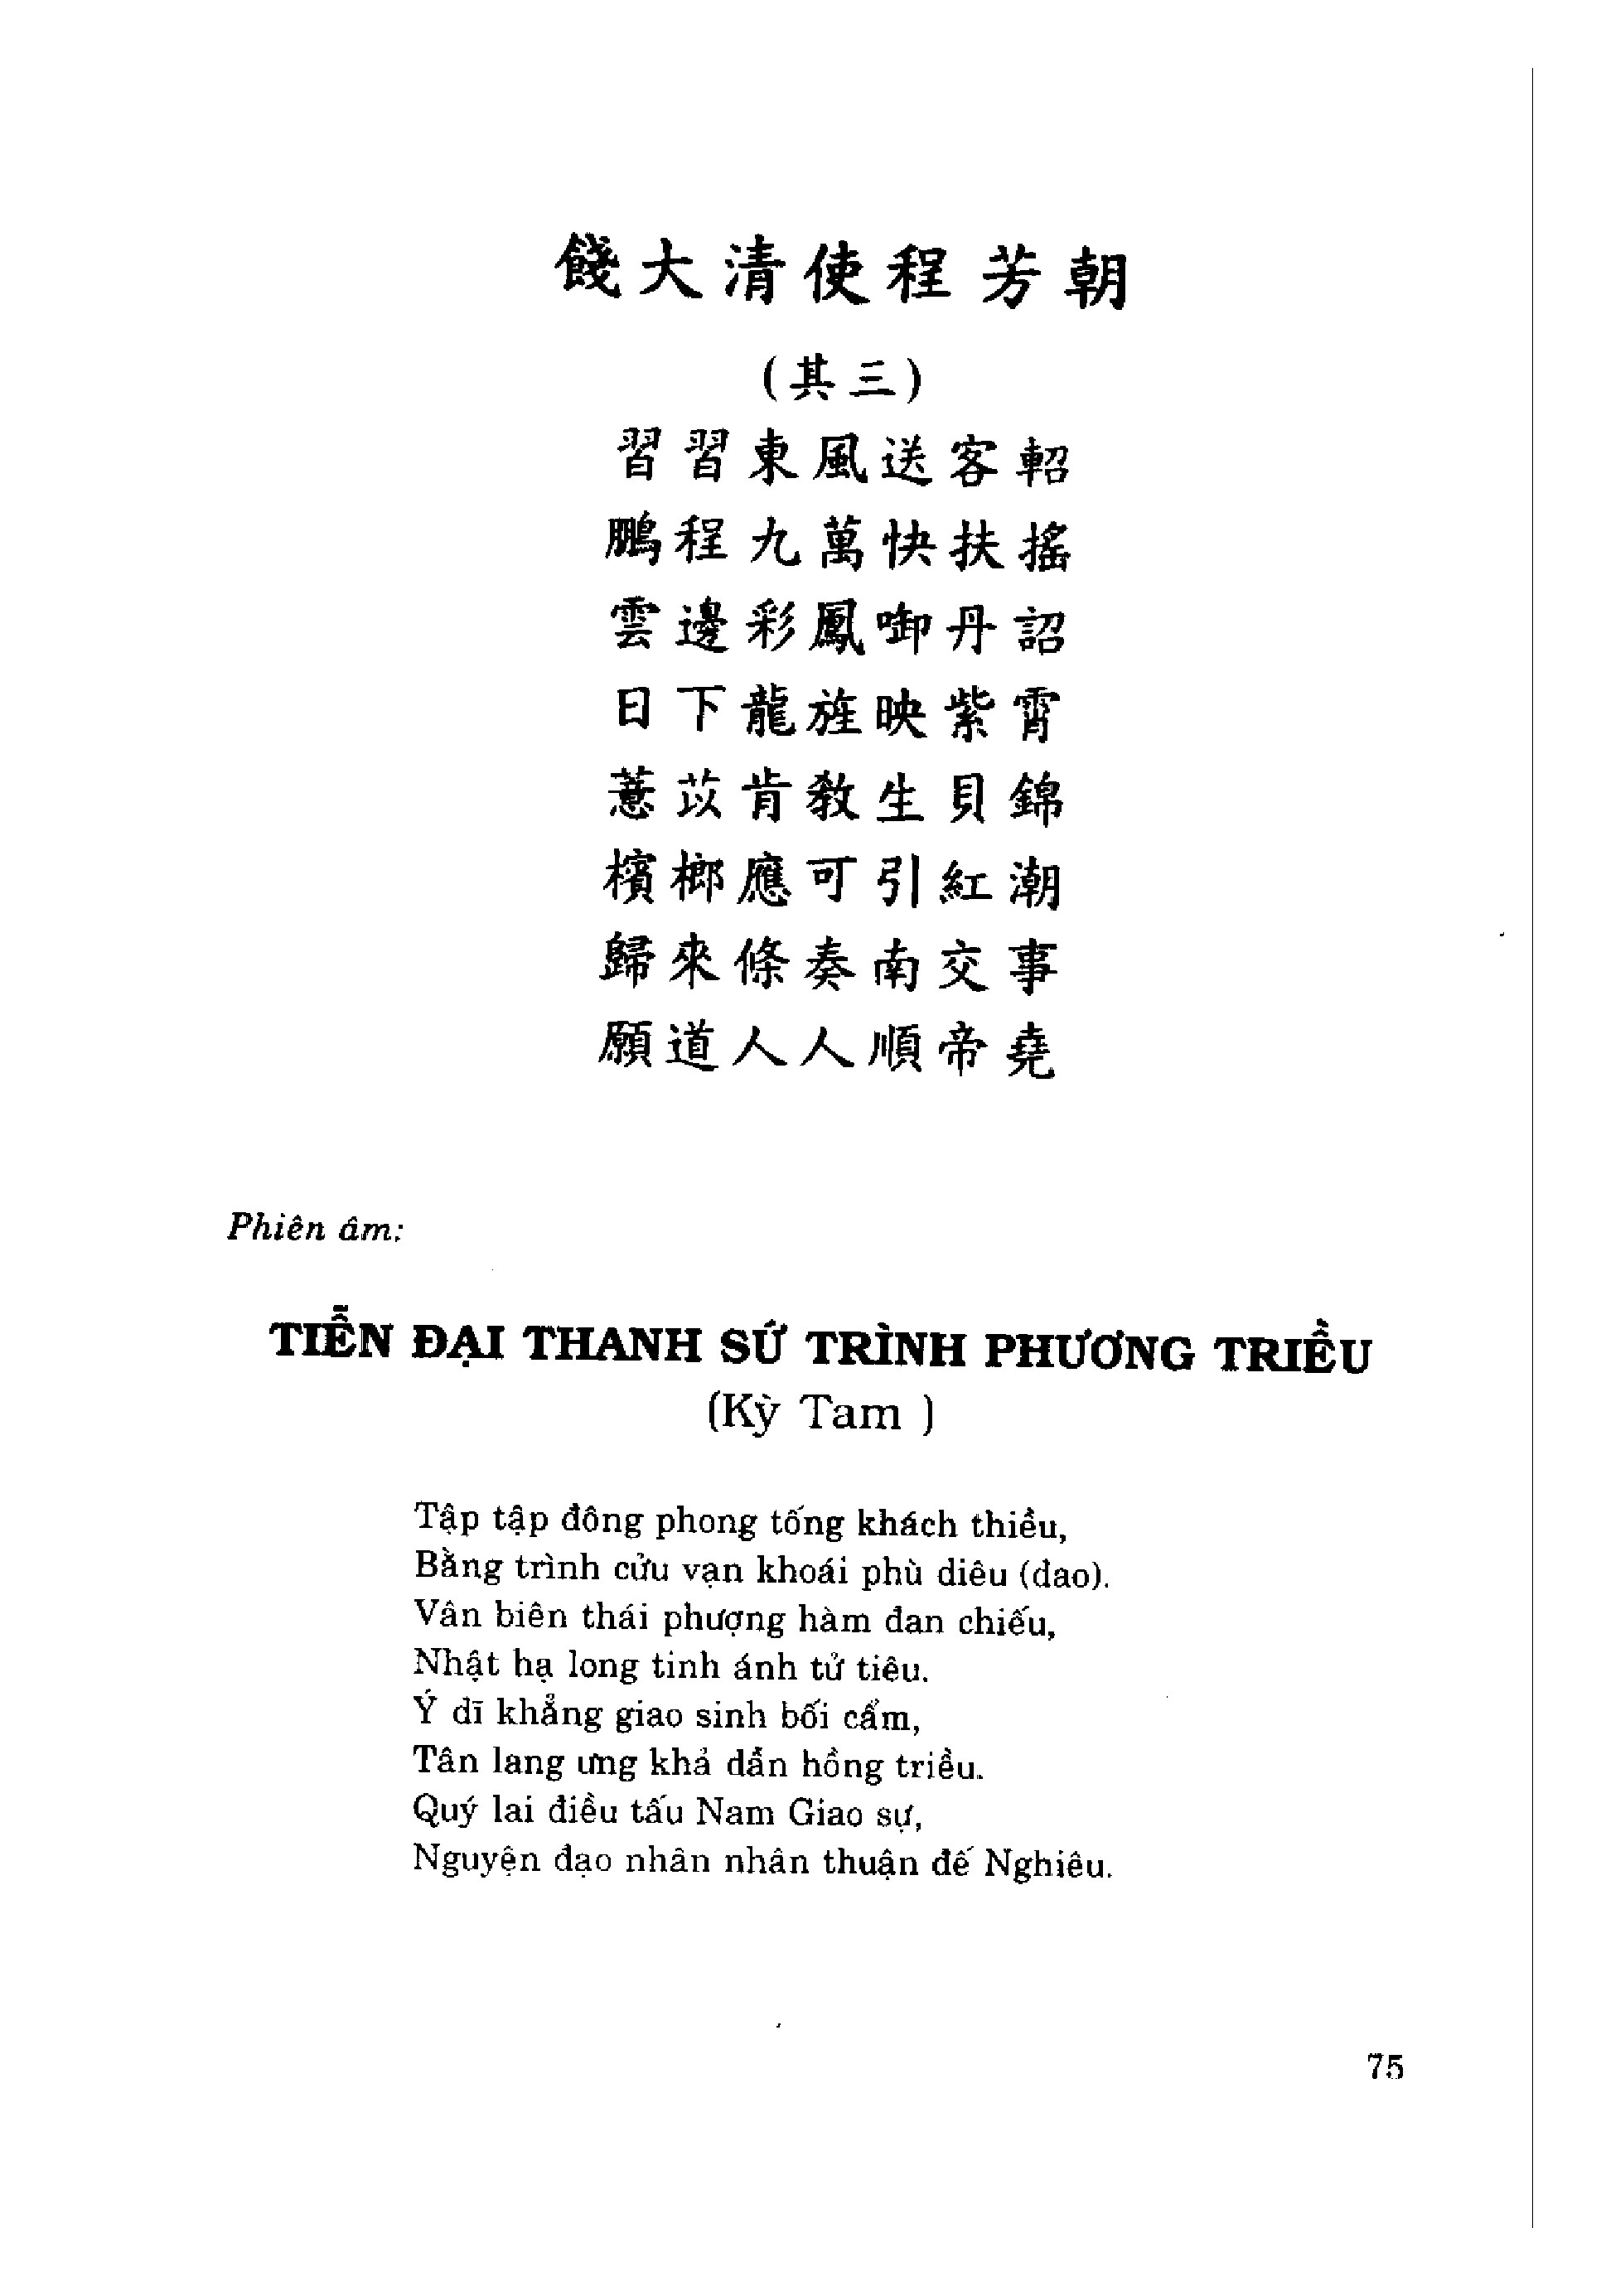 餞大清使程芳朝
(其三)
習習東風送客軺
鵬程九萬快扶搖
雲邊彩鳳啣丹詔
日下龍旌映紫霄
薏苡肯教生貝錦
檳榔應可引紅潮
歸來條奏南交事
願道人人順帝堯
Phiên âm:
TIỄN ĐẠI THANH SỨ TRÌNH PHƯƠNG TRIỀU
(Kỳ Tam )
Tập tập đông phong tống khách thiều,
Bằng trình cửu vạn khoái phù diêu (dao).
Vân biên thái phượng hàm đan chiếu,
Nhật hạ long tinh ánh tử tiêu.
Ý dĩ khẳng giao sinh bối cẩm,
Tân lang ưng khả dẫn hồng triều.
Quý lai điều tấu Nam Giao sự,
Nguyện đạo nhân nhân thuận đế Nghiêu.
75